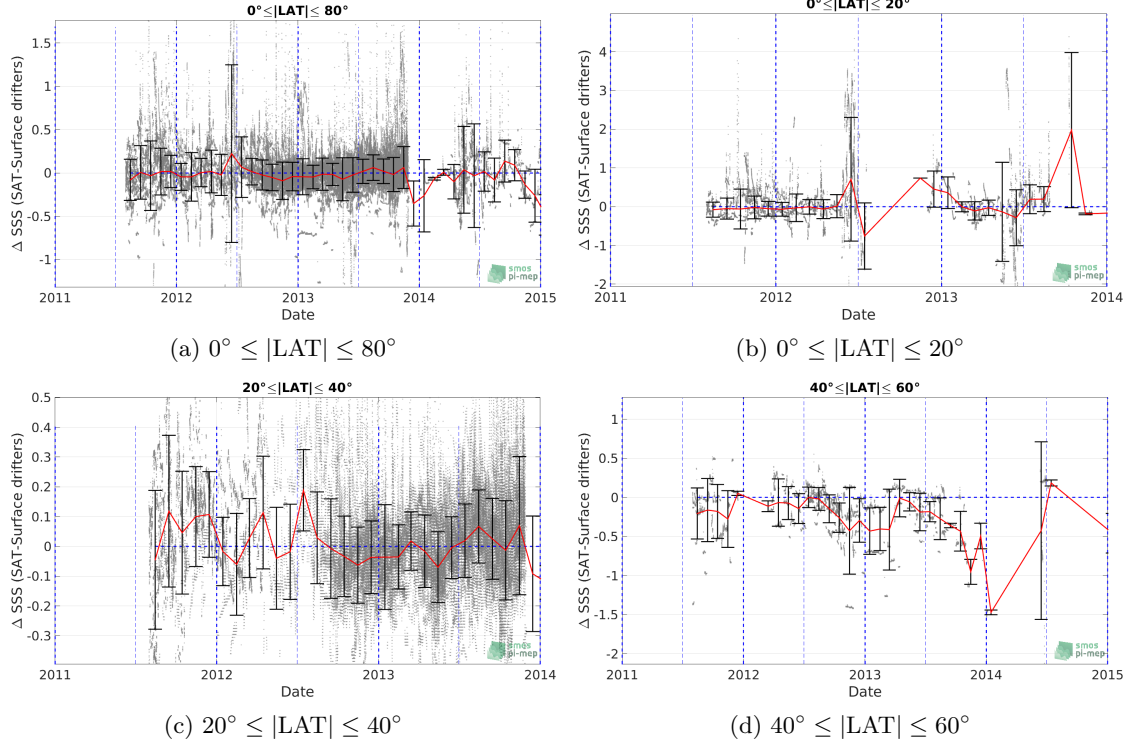 0°≤|LAT|≤ 80°
Δ SSS (SAT-Surface drifters)
1.5
1
0.5
0
-0.5
-1
2011 2012 2013 2014 2015
Date
smos
pi-mep
(a) 0° ≤ |LAT| ≤ 80°
0°≤|LAT|≤ 20°
Δ SSS (SAT-Surface drifters)
4
3
2
1
0
-1
-2
2011 2012 2013 2014
Date
smos
pi-mep
(b) 0° ≤ |LAT| ≤ 20°
20°≤|LAT|≤ 40°
Δ SSS (SAT-Surface drifters)
0.5
0.4
0.3
0.2
0.1
0
-0.1
-0.2
-0.3
2011 2012 2013 2014
Date
smos
pi-mep
(c) 20° ≤ |LAT| ≤ 40°
40°≤|LAT|≤ 60°
Δ SSS (SAT-Surface drifters)
1
0.5
0
-0.5
-1
-1.5
-2
2011 2012 2013 2014 2015
Date
smos
pi-mep
(d) 40° ≤ |LAT| ≤ 60°